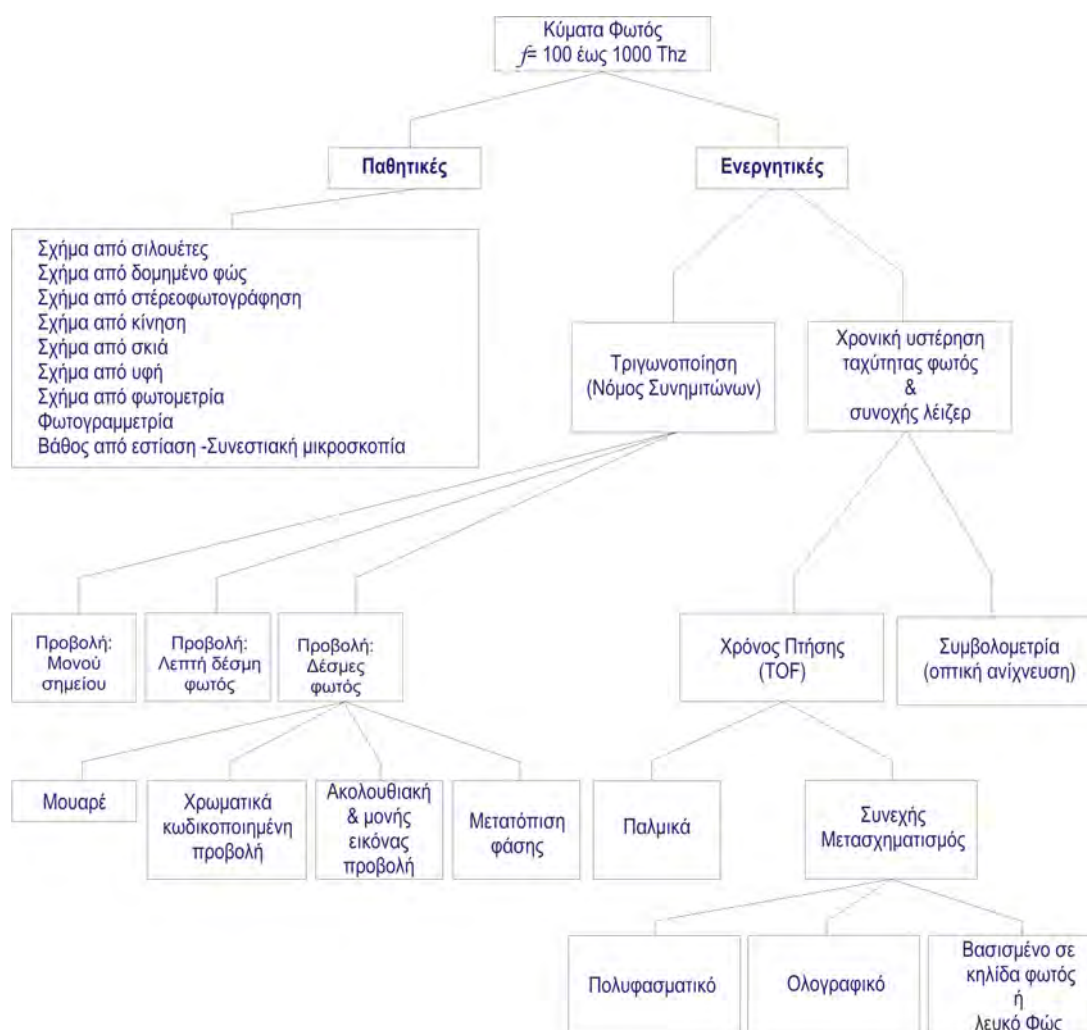 Κύματα Φωτός
f= 100 έως 1000 Thz
Παθητικές
Ενεργητικές
Σχήμα από σιλουέτες
Σχήμα από δομημένο φώς
Σχήμα από στέρεοφωτογράφηση
Σχήμα από κίνηση
Σχήμα από σκιά
Σχήμα από υφή
Σχήμα από φωτομετρία
Φωτογραμμετρία
Βάθος από εστίαση -Συνεστιακή μικροσκοπία
Τριγωνοποίηση
(Νόμος Συνημιτώνων)
Χρονική υστέρηση
ταχύτητας φωτός
&
συνοχής λέιζερ
Προβολή:
Μονού
σημείου
Προβολή:
Λεπτή δέσμη
φωτός
Προβολή:
Δέσμες
φωτός
Χρόνος Πτήσης
(TOF)
Συμβολομετρία
(οπτική ανίχνευση)
Μουαρέ
Χρωματικά
κωδικοποιημένη
προβολή
Ακολουθιακή
& μονής
εικόνας
προβολή
Μετατόπιση
φάσης
Παλμικά
Συνεχής
Μετασχηματισμός
Πολυφασματικό
Ολογραφικό
Βασισμένο σε
κηλίδα φωτός
ή
λευκό Φώς